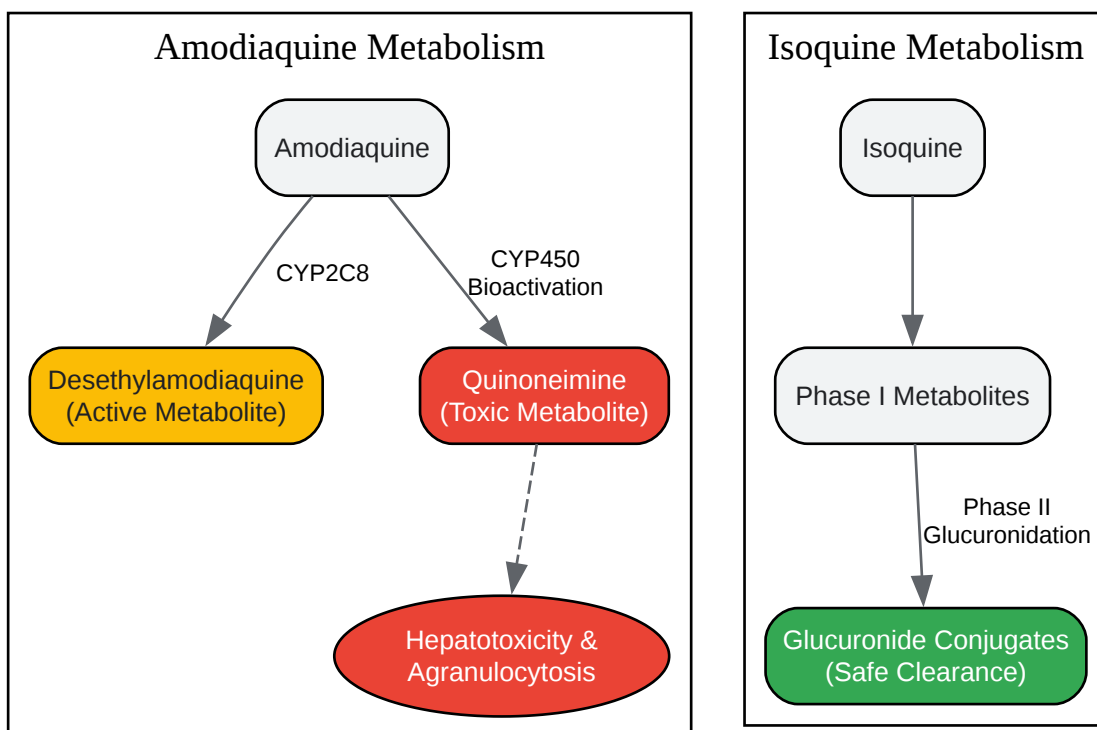 Amodiaquine Metabolism
Amodiaquine
CYP2C8
CYP450
Bioactivation
Desethylamodiaquine
(Active Metabolite)
Quinoneimine
(Toxic Metabolite)
Hepatotoxicity &
Agranulocytosis
Isoquine Metabolism
Isoquine
Phase I Metabolites
Phase II
Glucuronidation
Glucuronide Conjugates
(Safe Clearance)